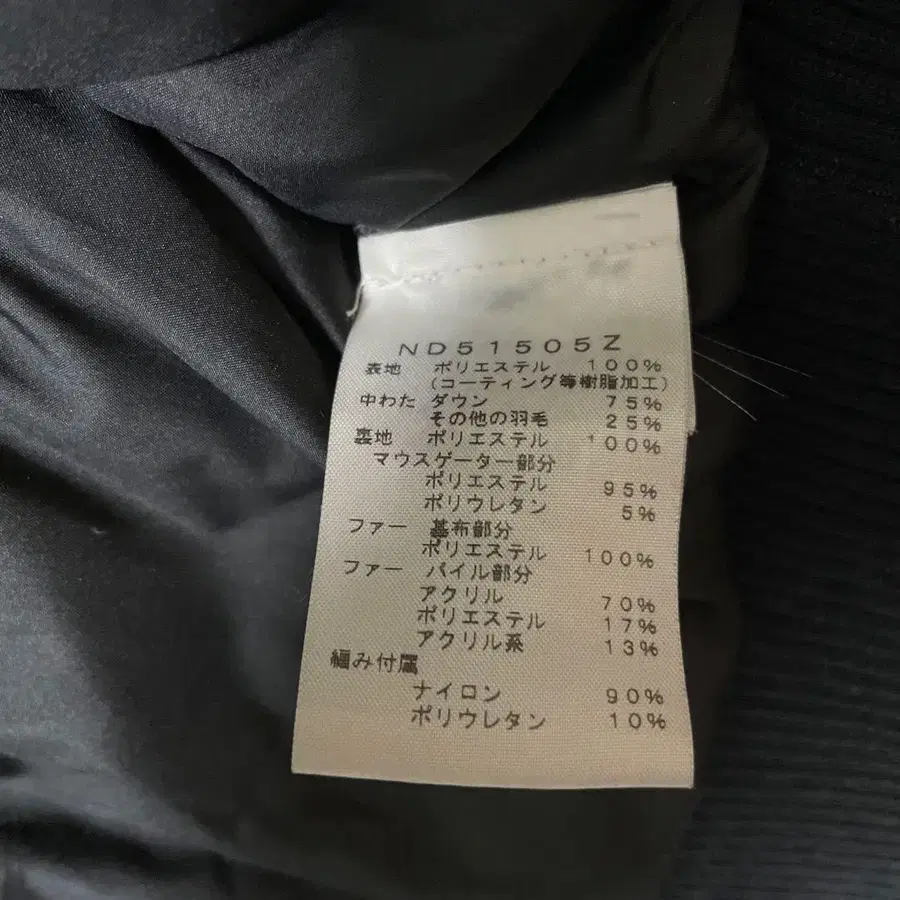 ND51505Z
表地 ポリエステル 100%
(コーティング等樹脂加工)
中わた ダウン 75%
その他の羽毛 25%
裏地 ポリエステル 100%
マウスゲーター部分
ポリエステル 95%
ポリウレタン 5%
ファー 基布部分
ポリエステル 100%
ファー パイル部分
アクリル 70%
ポリエステル 17%
アクリル系 13%
編み付属
ナイロン 90%
ポリウレタン 10%